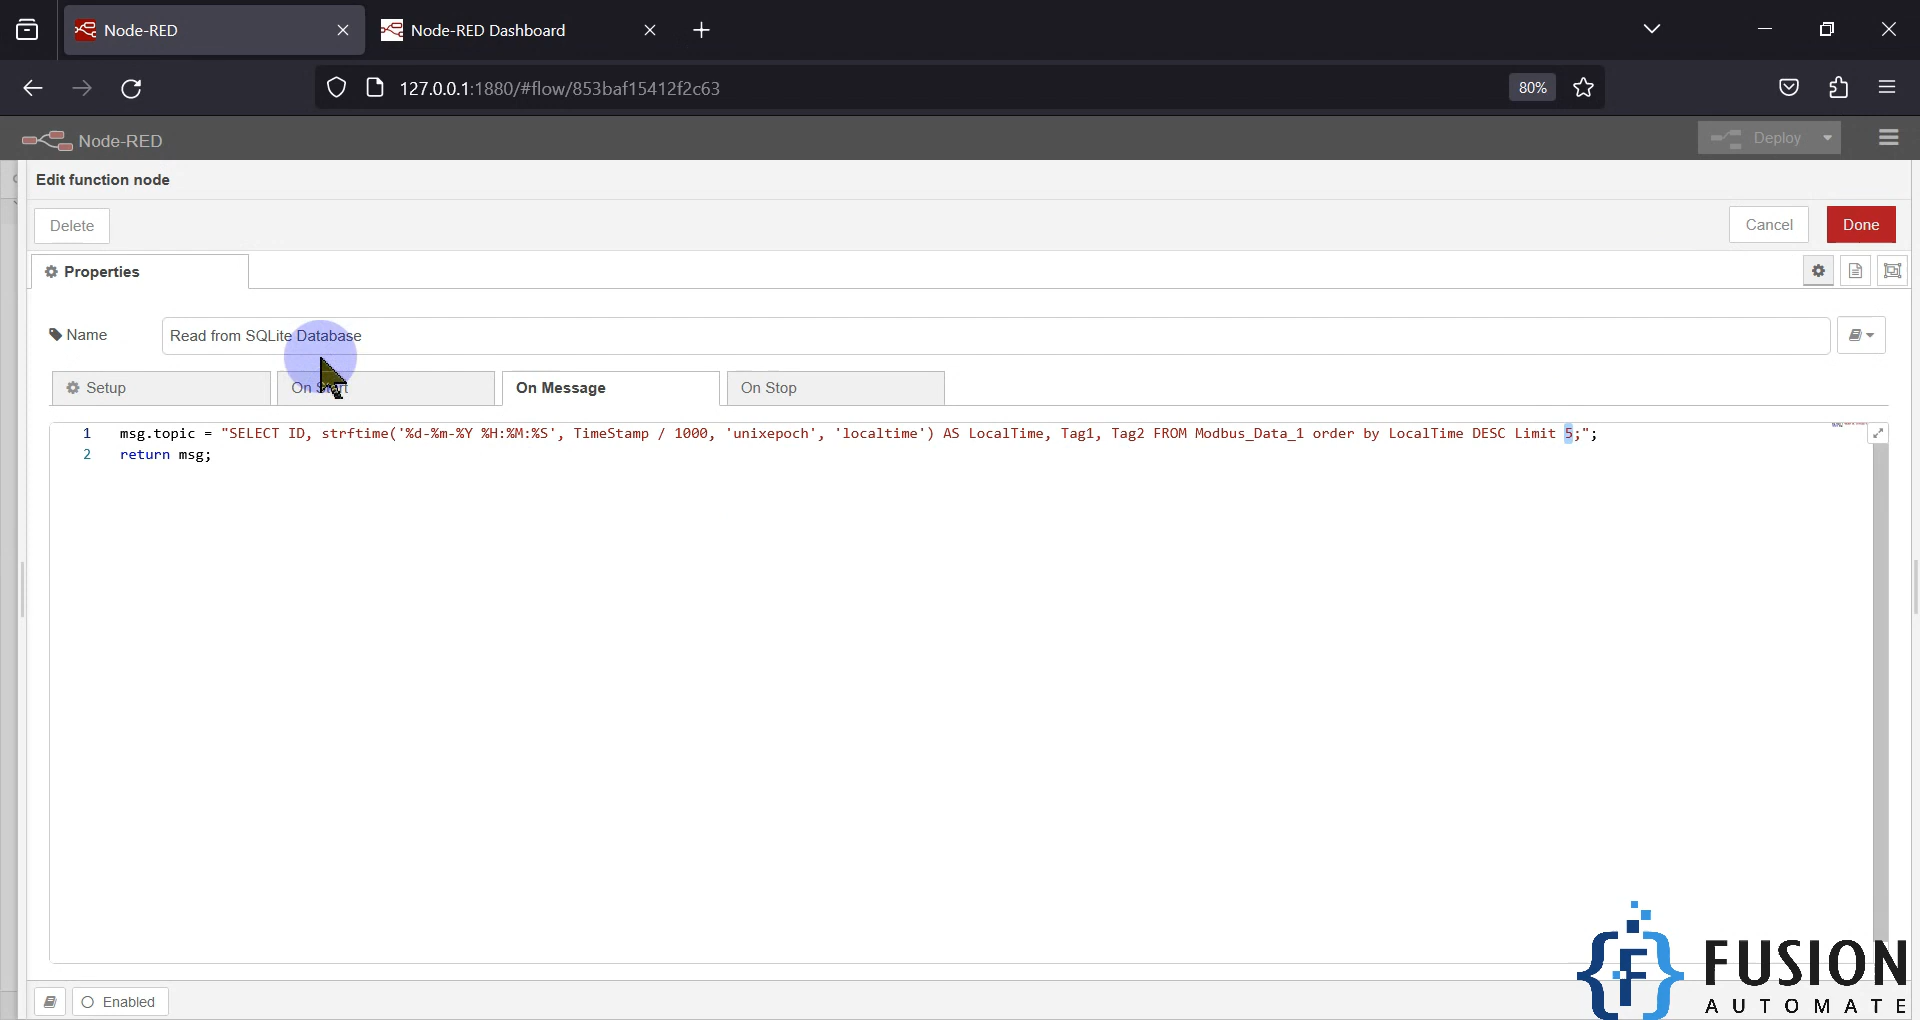 Node-RED
Node-RED Dashboard
127.0.0.1:1880/#flow/853baf15412f2c63
80%
Node-RED
Deploy
Edit function node
Delete
Cancel
Done
Properties
Name
Read from SQLite Database
Setup
On Start
On Message
On Stop
1 msg.topic = "SELECT ID, strftime('%d-%m-%Y %H:%M:%S', TimeStamp / 1000, 'unixepoch', 'localtime') AS LocalTime, Tag1, Tag2 FROM Modbus_Data_1 order by LocalTime DESC Limit 5;";
2 return msg;
Enabled
FUSION
AUTOMATE